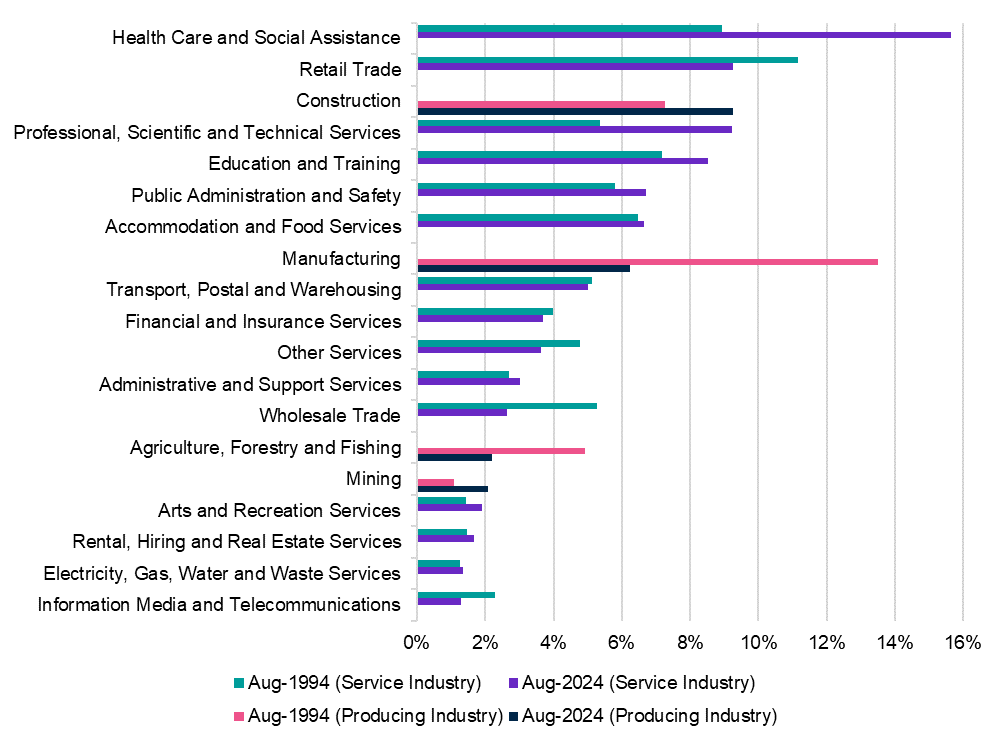 Health Care and Social Assistance
Retail Trade
Construction
Professional, Scientific and Technical Services
Education and Training
Public Administration and Safety
Accommodation and Food Services
Manufacturing
Transport, Postal and Warehousing
Financial and Insurance Services
Other Services
Administrative and Support Services
Wholesale Trade
Agriculture, Forestry and Fishing
Mining
Arts and Recreation Services
Rental, Hiring and Real Estate Services
Electricity, Gas, Water and Waste Services
Information Media and Telecommunications
0% 2% 4% 6% 8% 10% 12% 14% 16%
Aug-1994 (Service Industry) Aug-2024 (Service Industry)
Aug-1994 (Producing Industry) Aug-2024 (Producing Industry)